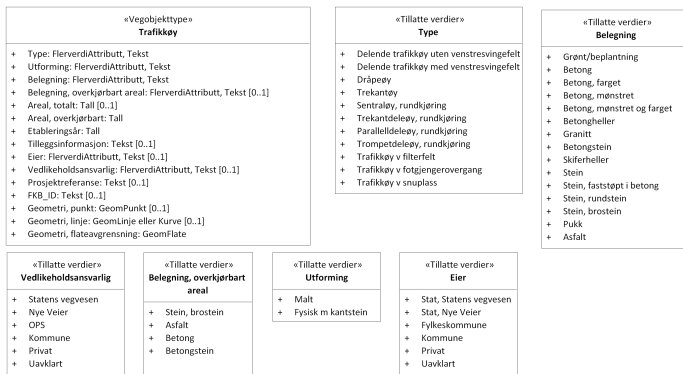 «Vegobjekttype»
Trafikkøy
+ Type: FlerverdiAttributt, Tekst
+ Utforming: FlerverdiAttributt, Tekst
+ Belegning: FlerverdiAttributt, Tekst
+ Belegning, overkjørbart areal: FlerverdiAttributt, Tekst [0..1]
+ Areal, totalt: Tall [0..1]
+ Areal, overkjørbart: Tall
+ Etableringsår: Tall
+ Tilleggsinformasjon: Tekst [0..1]
+ Eier: FlerverdiAttributt, Tekst [0..1]
+ Vedlikeholdsansvarlig: FlerverdiAttributt, Tekst [0..1]
+ Prosjektreferanse: Tekst [0..1]
+ FKB_ID: Tekst [0..1]
+ Geometri, punkt: GeomPunkt [0..1]
+ Geometri, linje: GeomLinje eller Kurve [0..1]
+ Geometri, flateavgrensning: GeomFlate
«Tillatte verdier»
Type
+ Delende trafikkøy uten venstresvingefelt
+ Delende trafikkøy med venstresvingefelt
+ Dråpeøy
+ Trekantøy
+ Sentraløy, rundkjøring
+ Trekantdeleøy, rundkjøring
+ Parallelldeleøy, rundkjøring
+ Trompetdeleøy, rundkjøring
+ Trafikkøy v filterfelt
+ Trafikkøy v fotgjengerovergang
+ Trafikkøy v snuplass
«Tillatte verdier»
Belegning
+ Grønt/beplantning
+ Betong
+ Betong, farget
+ Betong, mønstret
+ Betong, mønstret og farget
+ Betongheller
+ Granitt
+ Betongstein
+ Skiferheller
+ Stein
+ Stein, faststøpt i betong
+ Stein, rundstein
+ Stein, brostein
+ Pukk
+ Asfalt
«Tillatte verdier»
Vedlikeholdsansvarlig
+ Statens vegvesen
+ Nye Veier
+ OPS
+ Kommune
+ Privat
+ Uavklart
«Tillatte verdier»
Belegning, overkjørbart
areal
+ Stein, brostein
+ Asfalt
+ Betong
+ Betongstein
«Tillatte verdier»
Utforming
+ Malt
+ Fysisk m kantstein
«Tillatte verdier»
Eier
+ Stat, Statens vegvesen
+ Stat, Nye Veier
+ Fylkeskommune
+ Kommune
+ Privat
+ Uavklart